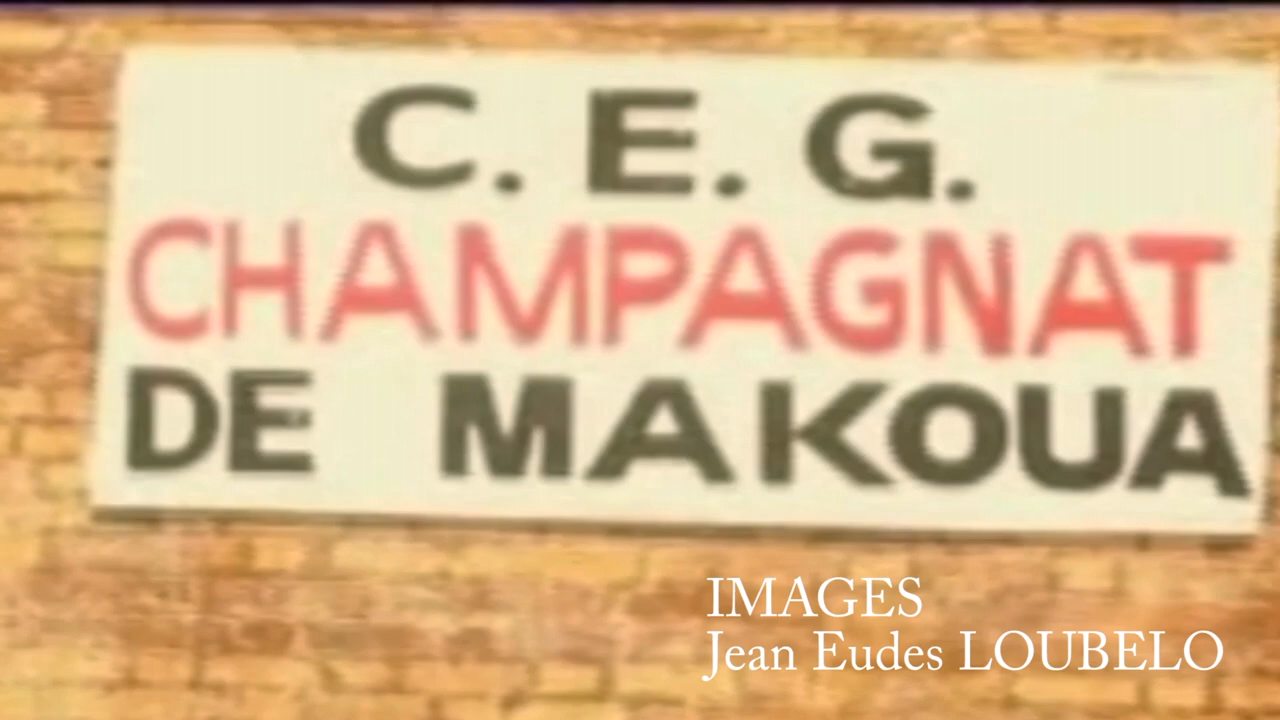 C. E. G.
CHAMPAGNAT
DE MAKOUA
IMAGES
Jean Eudes LOUBELO